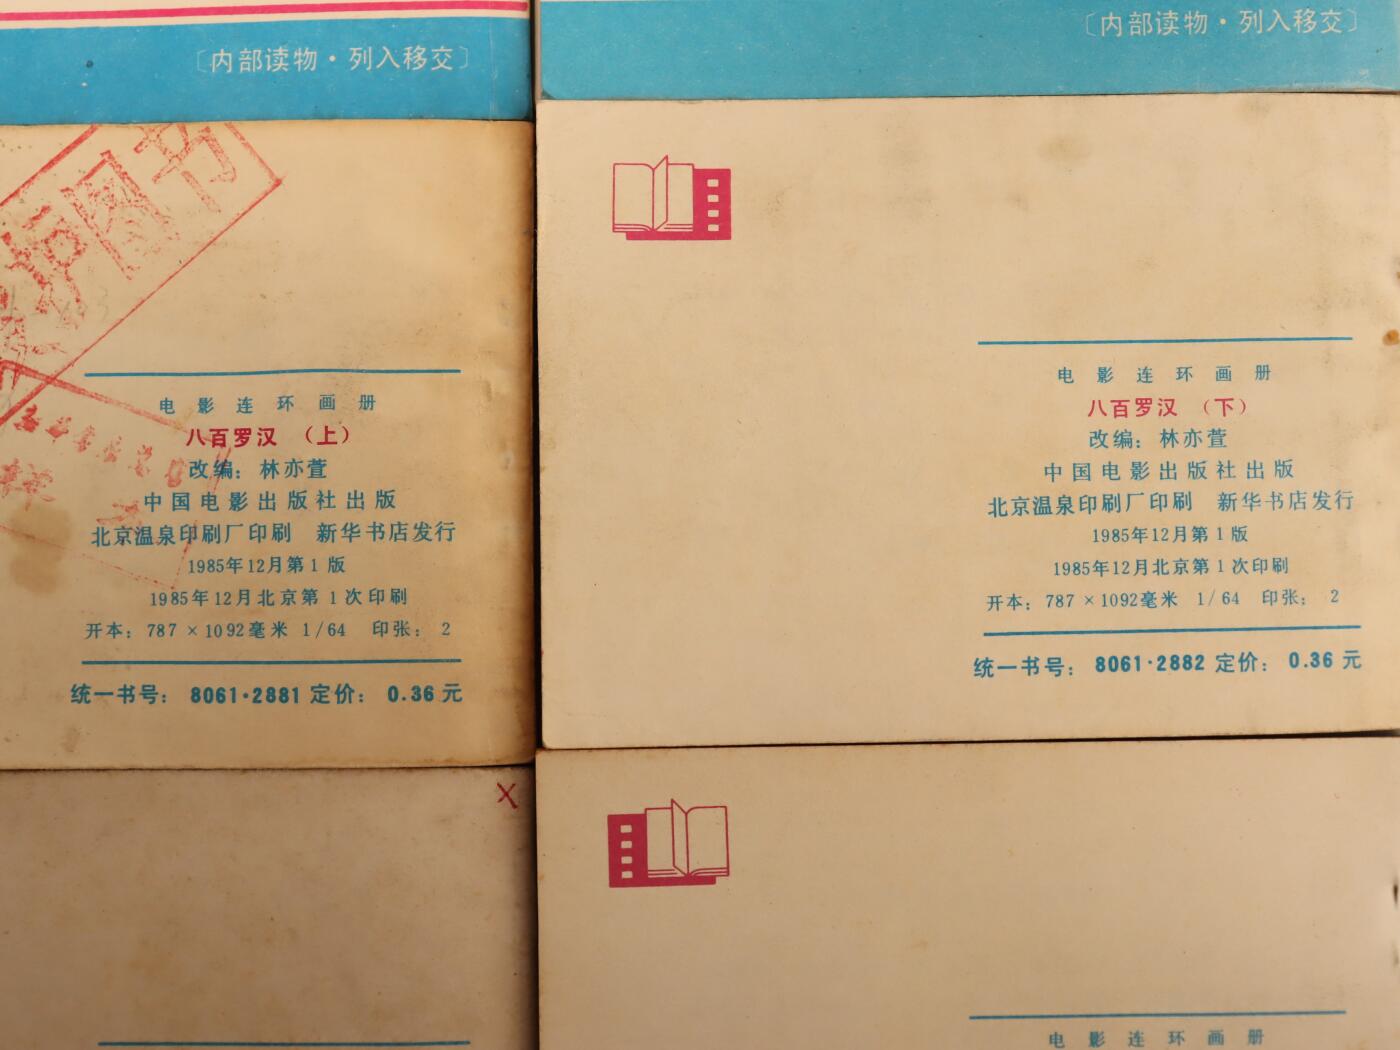 〔内部读物·列入移交〕
〔内部读物·列入移交〕
图书
电影连环画册
八百罗汉（上）
改编：林亦萱
中国电影出版社出版
北京温泉印刷厂印刷 新华书店发行
1985年12月第1版
1985年12月北京第1次印刷
开本：787×1092毫米 1/64 印张：2
统一书号：8061·2881 定价：0.36元
电影连环画册
八百罗汉（下）
改编：林亦萱
中国电影出版社出版
北京温泉印刷厂印刷 新华书店发行
1985年12月第1版
1985年12月北京第1次印刷
开本：787×1092毫米 1/64 印张：2
统一书号：8061·2882 定价：0.36元
X
电影连环画册